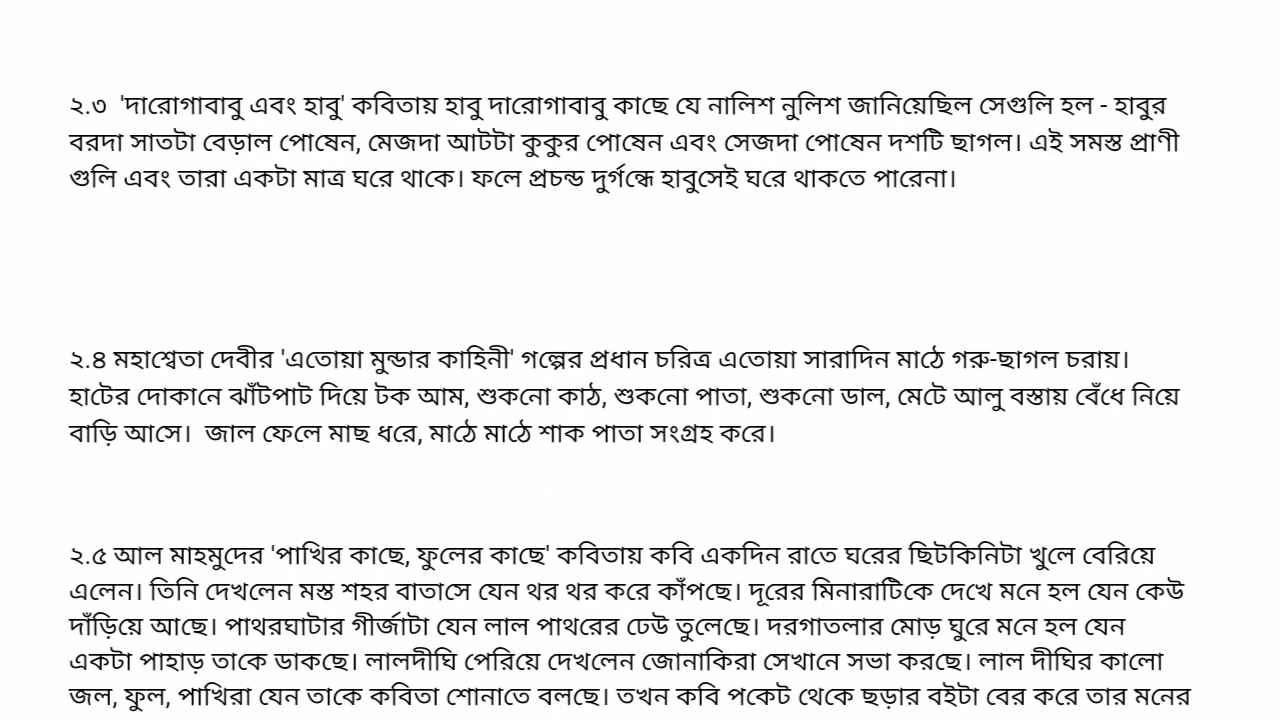 ২.৩ 'দারোগাবাবু এবং হাবু' কবিতায় হাবু দারোগাবাবু কাছে যে নালিশ নুলিশ জানিয়েছিল সেগুলি হল - হাবুর
বরদা সাতটা বেড়াল পোষেন, মেজদা আটটা কুকুর পোষেন এবং সেজদা পোষেন দশটি ছাগল। এই সমস্ত প্রাণী
গুলি এবং তারা একটা মাত্র ঘরে থাকে। ফলে প্রচন্ড দুর্গন্ধে হাবুসেই ঘরে থাকতে পারেনা।
২.৪ মহাশ্বেতা দেবীর 'এতোয়া মুন্ডার কাহিনী' গল্পের প্রধান চরিত্র এতোয়া সারাদিন মাঠে গরু-ছাগল চরায়।
হাটের দোকানে ঝাঁটপাট দিয়ে টক আম, শুকনো কাঠ, শুকনো পাতা, শুকনো ডাল, মেটে আলু বস্তায় বেঁধে নিয়ে
বাড়ি আসে। জাল ফেলে মাছ ধরে, মাঠে মাঠে শাক পাতা সংগ্রহ করে।
২.৫ আল মাহমুদের 'পাখির কাছে, ফুলের কাছে' কবিতায় কবি একদিন রাতে ঘরের ছিটকিনিটা খুলে বেরিয়ে
এলেন। তিনি দেখলেন মস্ত শহর বাতাসে যেন থর থর করে কাঁপছে। দূরের মিনারাটিকে দেখে মনে হল যেন কেউ
দাঁড়িয়ে আছে। পাথরঘাটার গীর্জাটা যেন লাল পাথরের ঢেউ তুলেছে। দরগাতলার মোড় ঘুরে মনে হল যেন
একটা পাহাড় তাকে ডাকছে। লালদীঘি পেরিয়ে দেখলেন জোনাকিরা সেখানে সভা করছে। লাল দীঘির কালো
জল, ফুল, পাখিরা যেন তাকে কবিতা শোনাতে বলছে। তখন কবি পকেট থেকে ছড়ার বইটা বের করে তার মনের